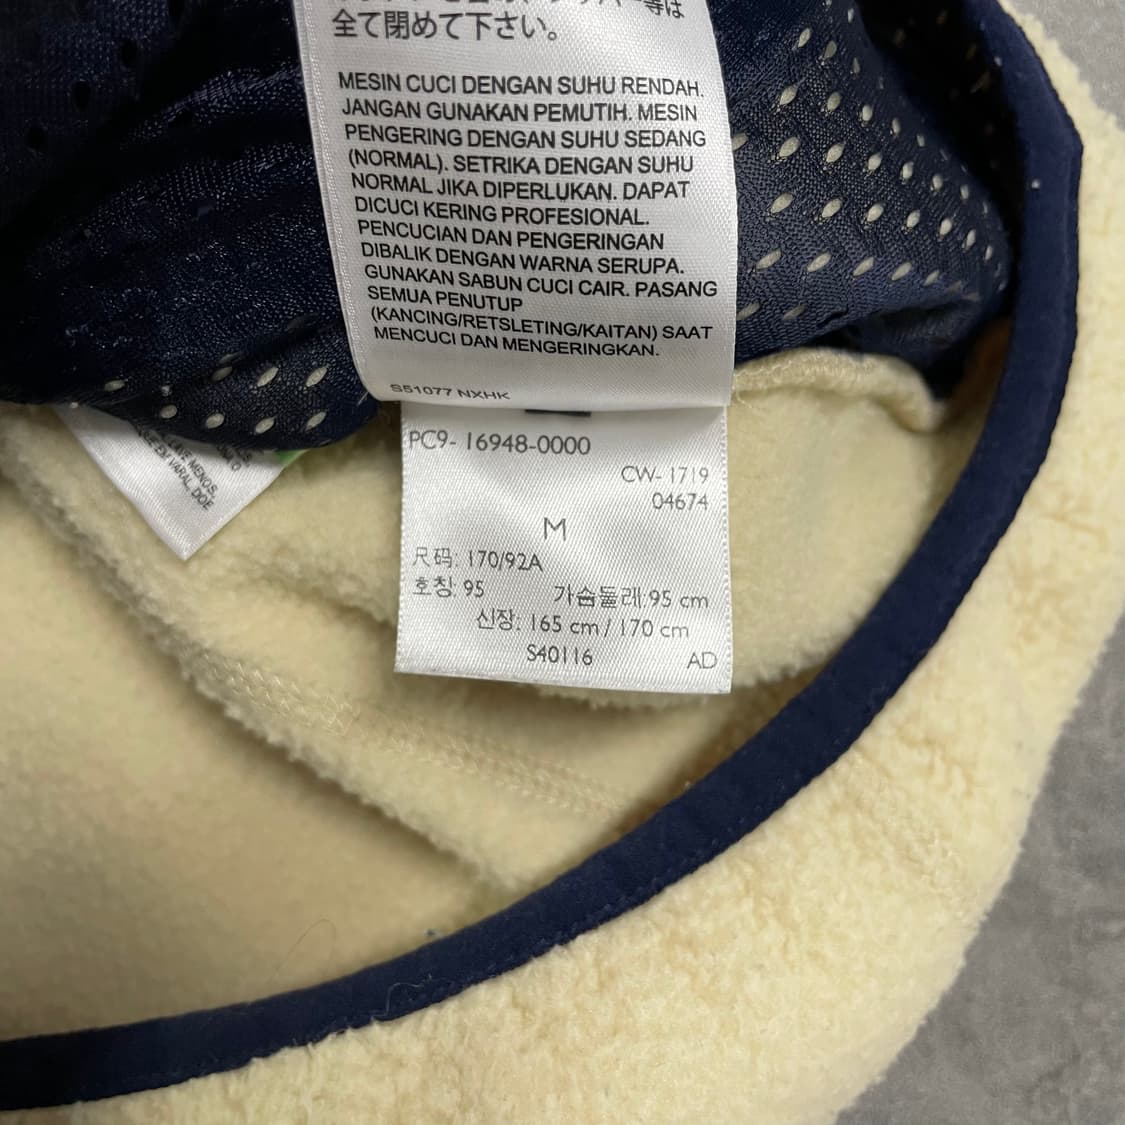 全て閉めて下さい。
MESIN CUCI DENGAN SUHU RENDAH.
JANGAN GUNAKAN PEMUTIH. MESIN
PENGERING DENGAN SUHU SEDANG
(NORMAL). SETRIKA DENGAN SUHU
NORMAL JIKA DIPERLUKAN. DAPAT
DICUCI KERING PROFESIONAL.
PENCUCIAN DAN PENGERINGAN
DIBALIK DENGAN WARNA SERUPA.
GUNAKAN SABUN CUCI CAIR. PASANG
SEMUA PENUTUP
(KANCING/RETSLETING/KAITAN) SAAT
MENCUCI DAN MENGERINGKAN.
S51077 NXHK
PC9- 16948-0000
CW- 1719
04674
M
尺码: 170/92A
호칭: 95 가슴둘레: 95 cm
신장: 165 cm / 170 cm
S40116 AD
MENOS,
VARAL. DOE